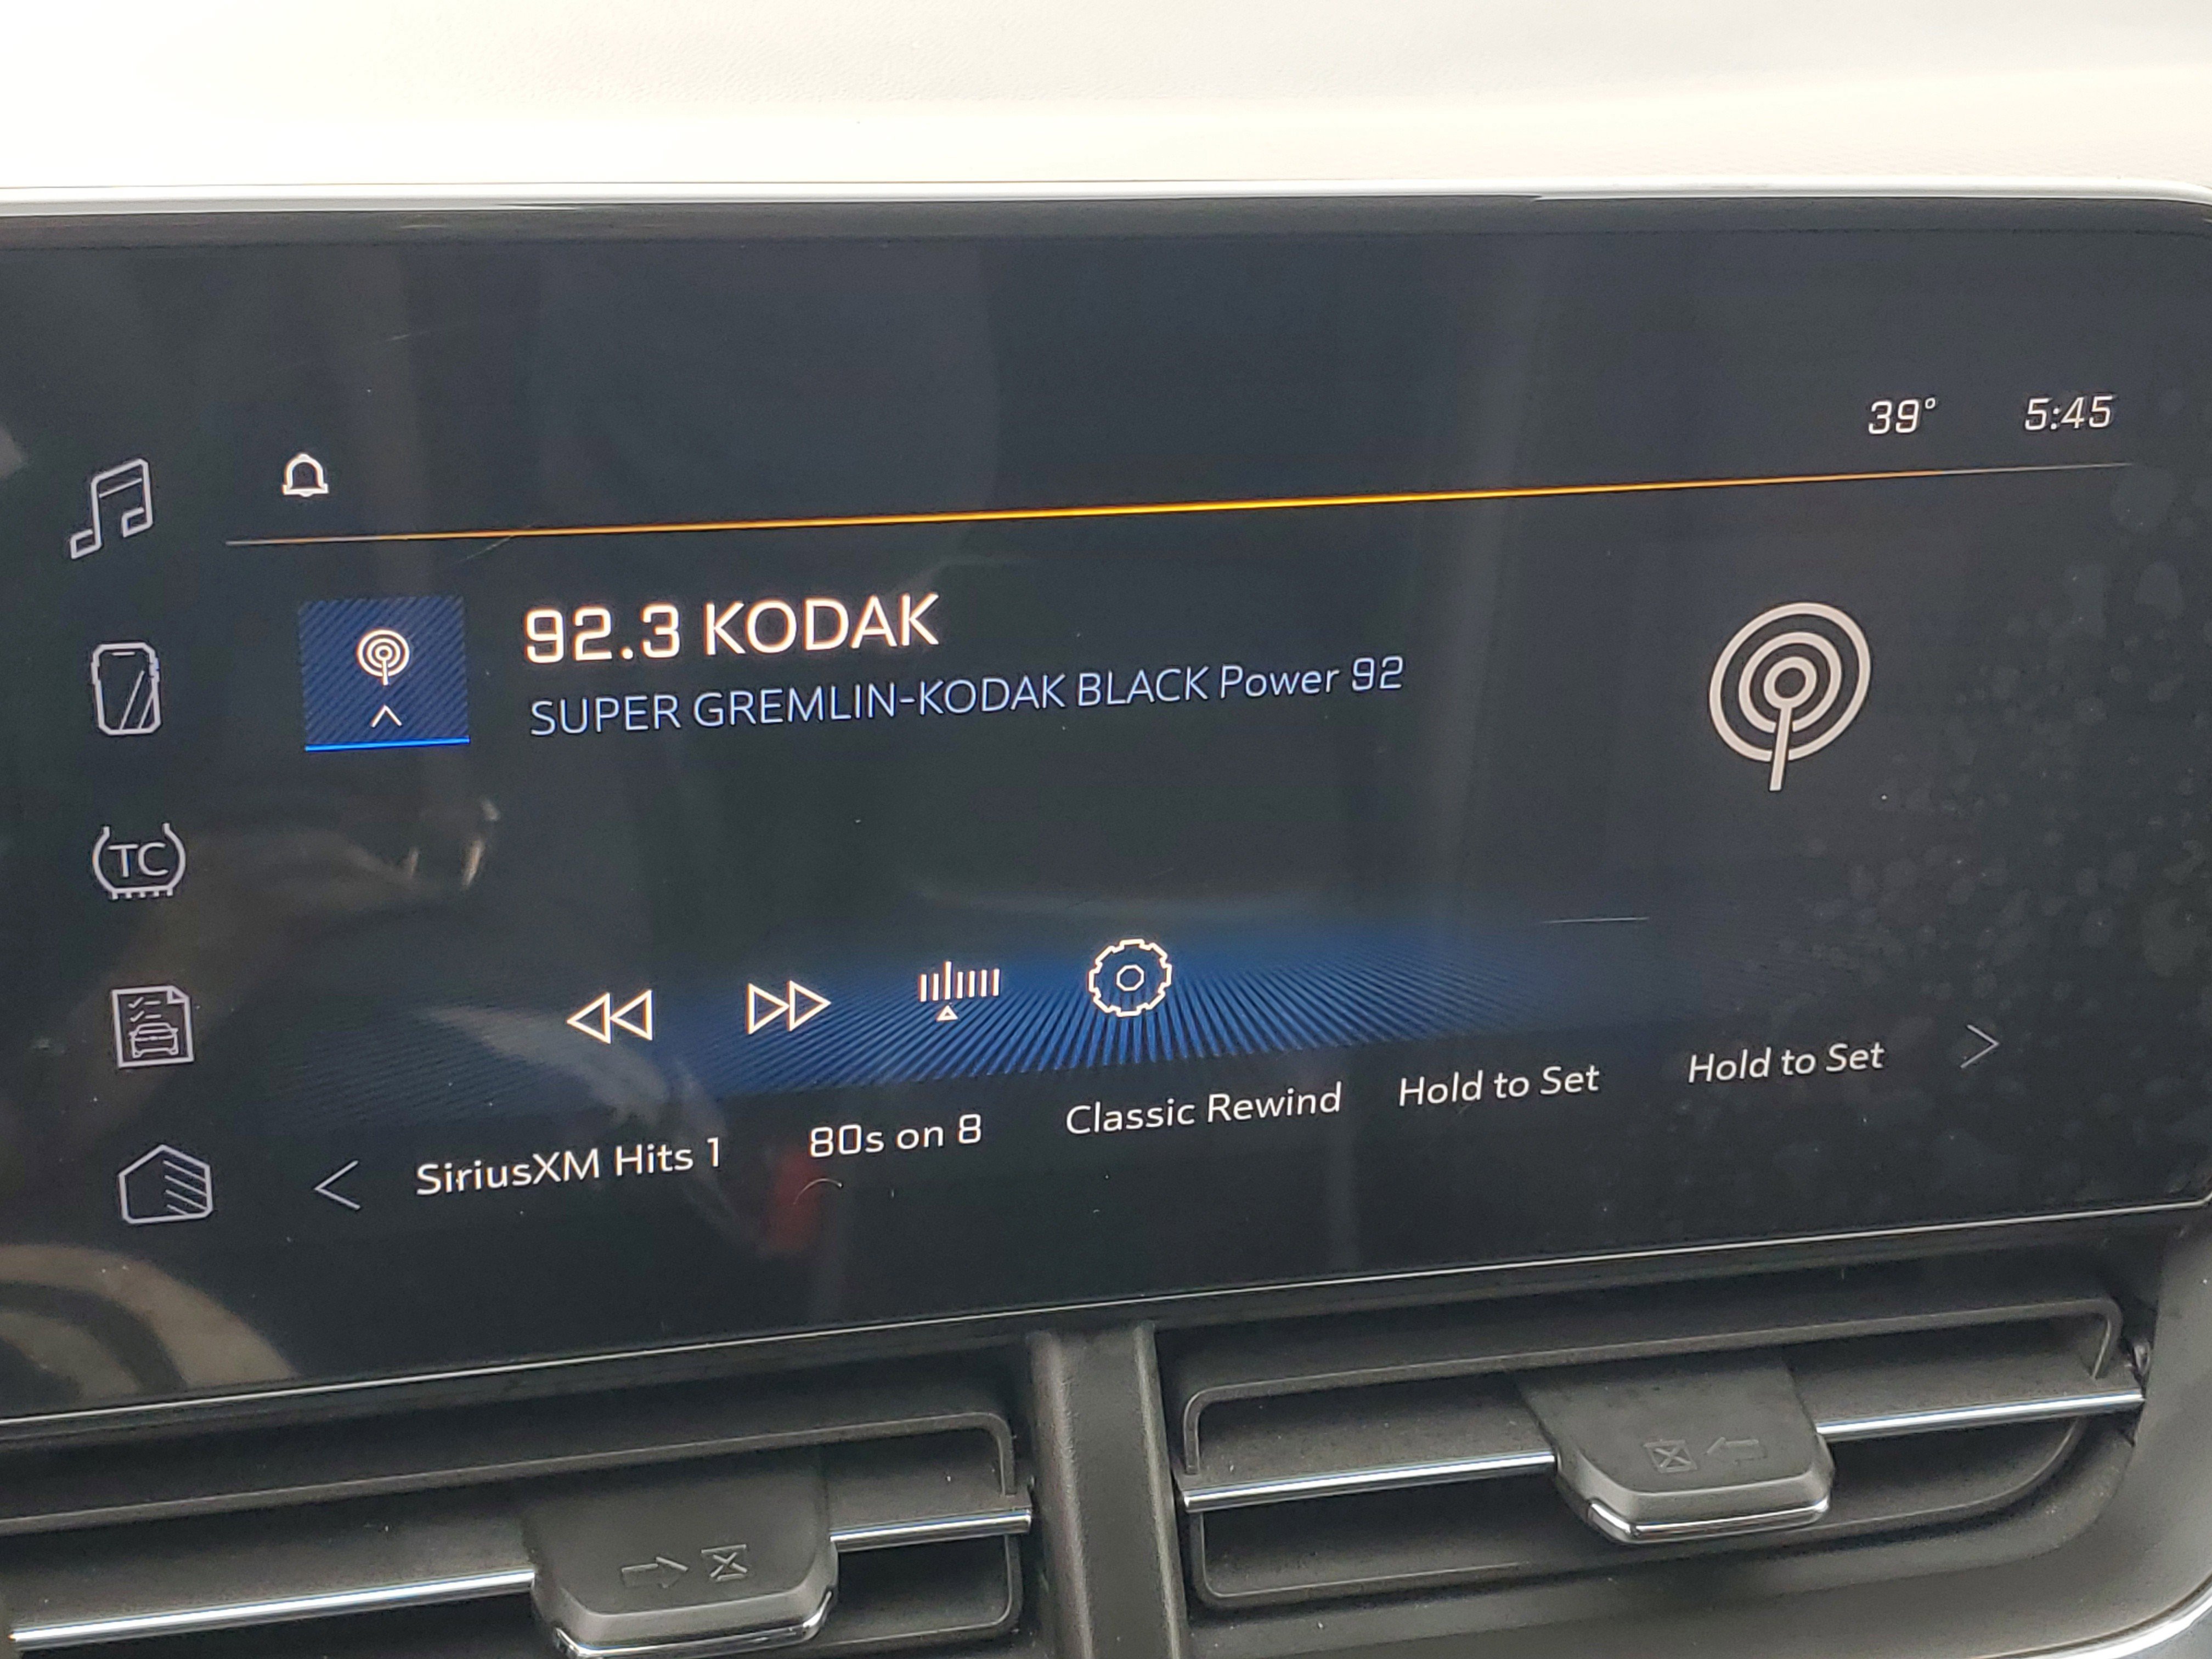 39° 5:45
92.3 KODAK
SUPER GREMLIN-KODAK BLACK Power 92
TC
SiriusXM Hits 1 80s on 8 Classic Rewind Hold to Set Hold to Set